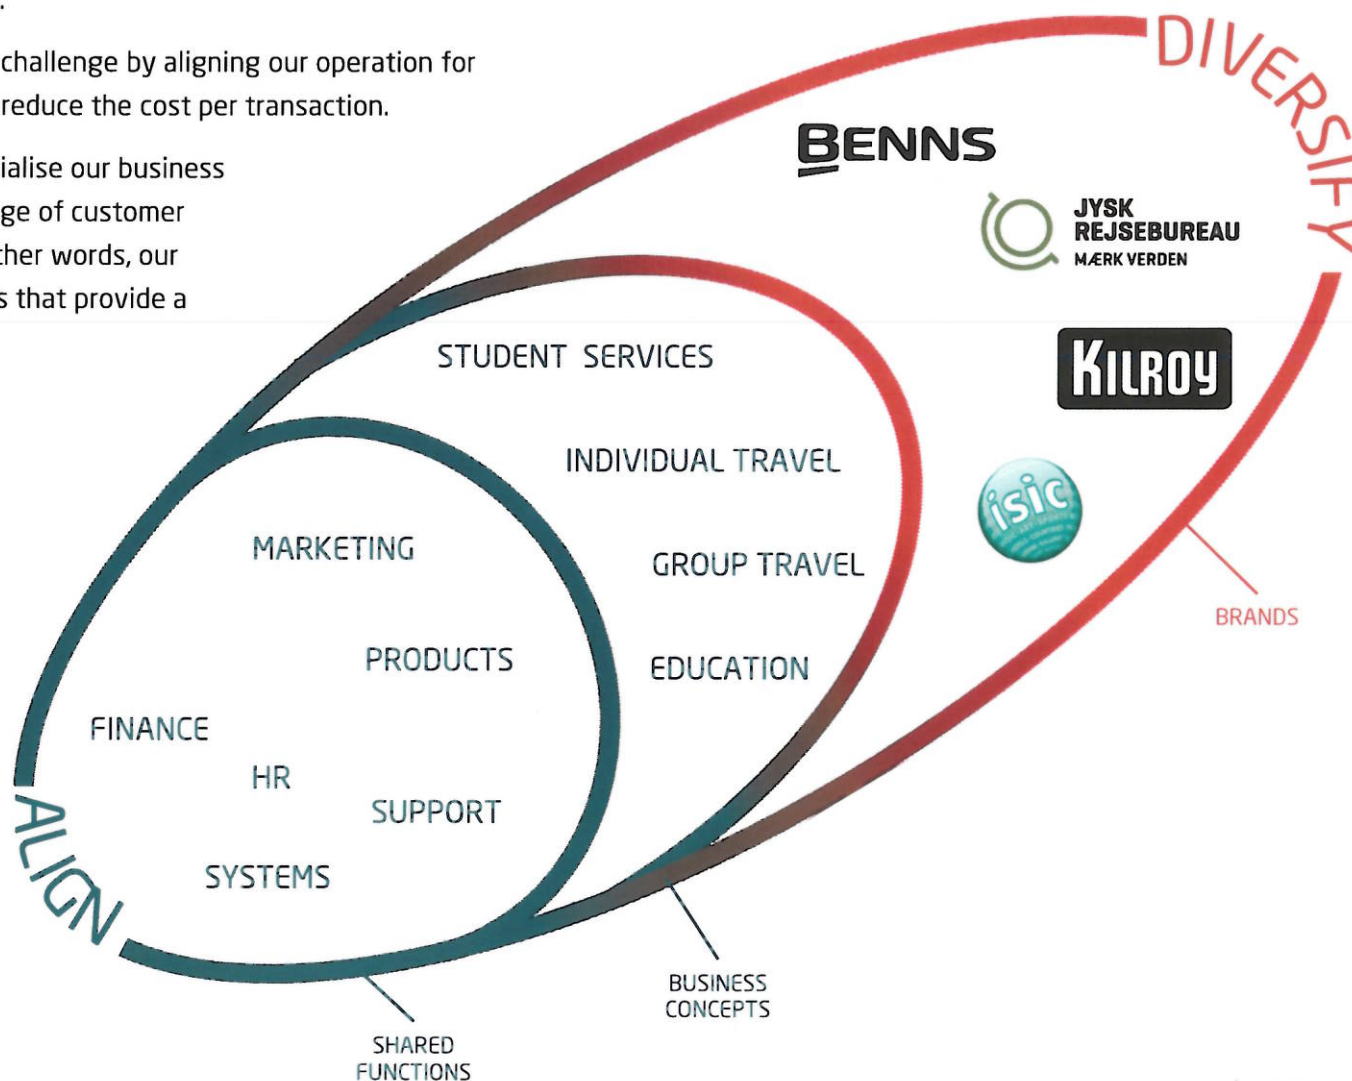 .
challenge by aligning our operation for
reduce the cost per transaction.
ialise our business
ge of customer
ther words, our
s that provide a
DIVERSIFY
BENNS
JYSK
REJSEBUREAU
MÆRK VERDEN
KILROY
isic
BRANDS
STUDENT SERVICES
INDIVIDUAL TRAVEL
GROUP TRAVEL
EDUCATION
MARKETING
PRODUCTS
FINANCE
HR
SUPPORT
SYSTEMS
ALIGN
BUSINESS
CONCEPTS
SHARED
FUNCTIONS